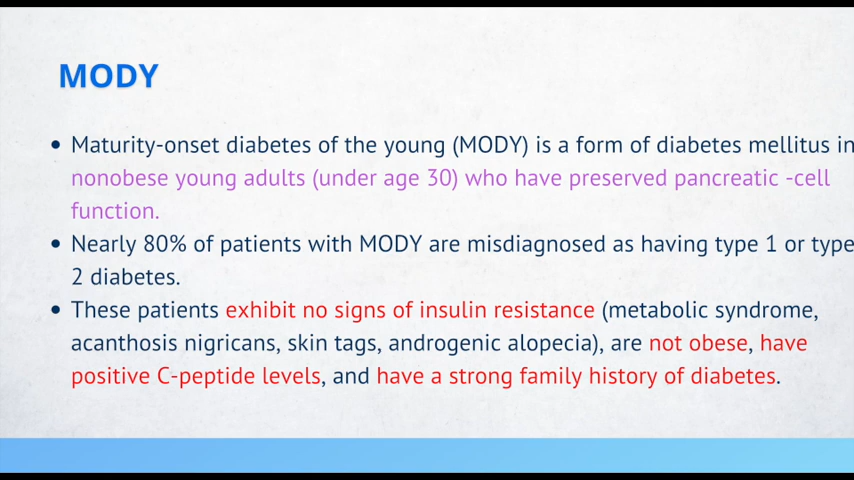 MODY
• Maturity-onset diabetes of the young (MODY) is a form of diabetes mellitus in
nonobese young adults (under age 30) who have preserved pancreatic -cell
function.
• Nearly 80% of patients with MODY are misdiagnosed as having type 1 or type
2 diabetes.
• These patients exhibit no signs of insulin resistance (metabolic syndrome,
acanthosis nigricans, skin tags, androgenic alopecia), are not obese, have
positive C-peptide levels, and have a strong family history of diabetes.